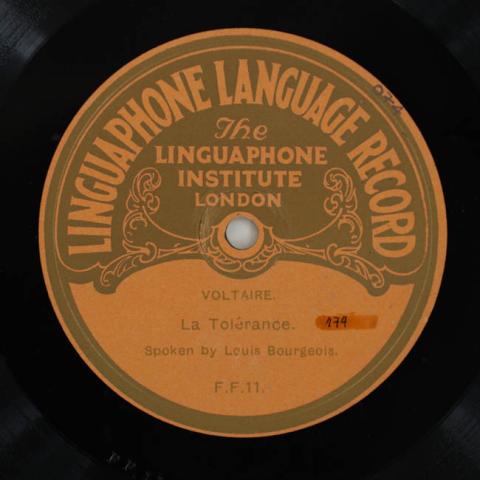 LINGUAPHONE LANGUAGE RECORD
The
LINGUAPHONE
INSTITUTE
LONDON
VOLTAIRE.
La Tolérance.
174
Spoken by Louis Bourgeois.
F.F.11.